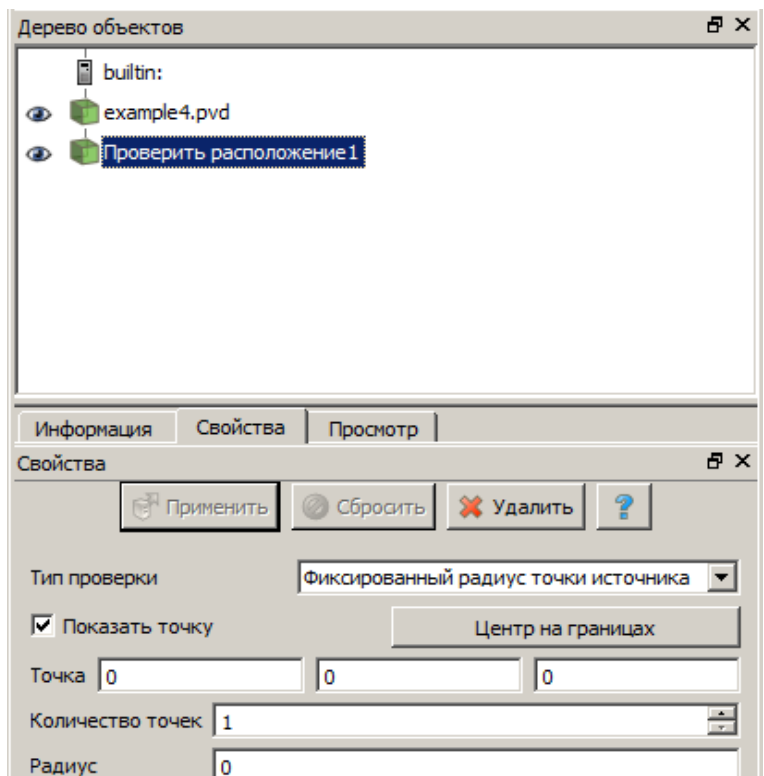 Дерево объектов
builtin:
example4.pvd
Проверить расположение1
Информация Свойства Просмотр
Свойства
Применить Сбросить Удалить ?
Тип проверки Фиксированный радиус точки источника
Показать точку Центр на границах
Точка 0 0 0
Количество точек 1
Радиус 0